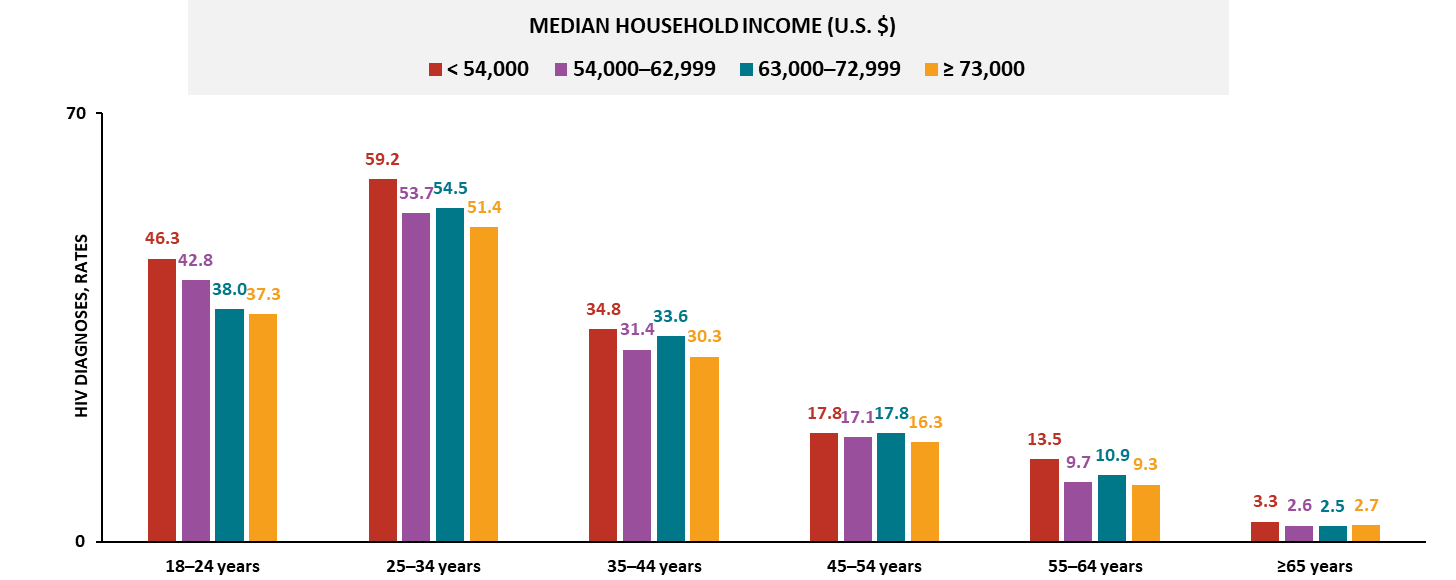 MEDIAN HOUSEHOLD INCOME (U.S. $)
< 54,000 54,000–62,999 63,000–72,999 ≥ 73,000
70
HIV DIAGNOSES, RATES
0
46.3 42.8 38.0 37.3
59.2 53.7 54.5 51.4
34.8 31.4 33.6 30.3
17.8 17.1 17.8 16.3
13.5 9.7 10.9 9.3
3.3 2.6 2.5 2.7
18–24 years 25–34 years 35–44 years 45–54 years 55–64 years ≥65 years